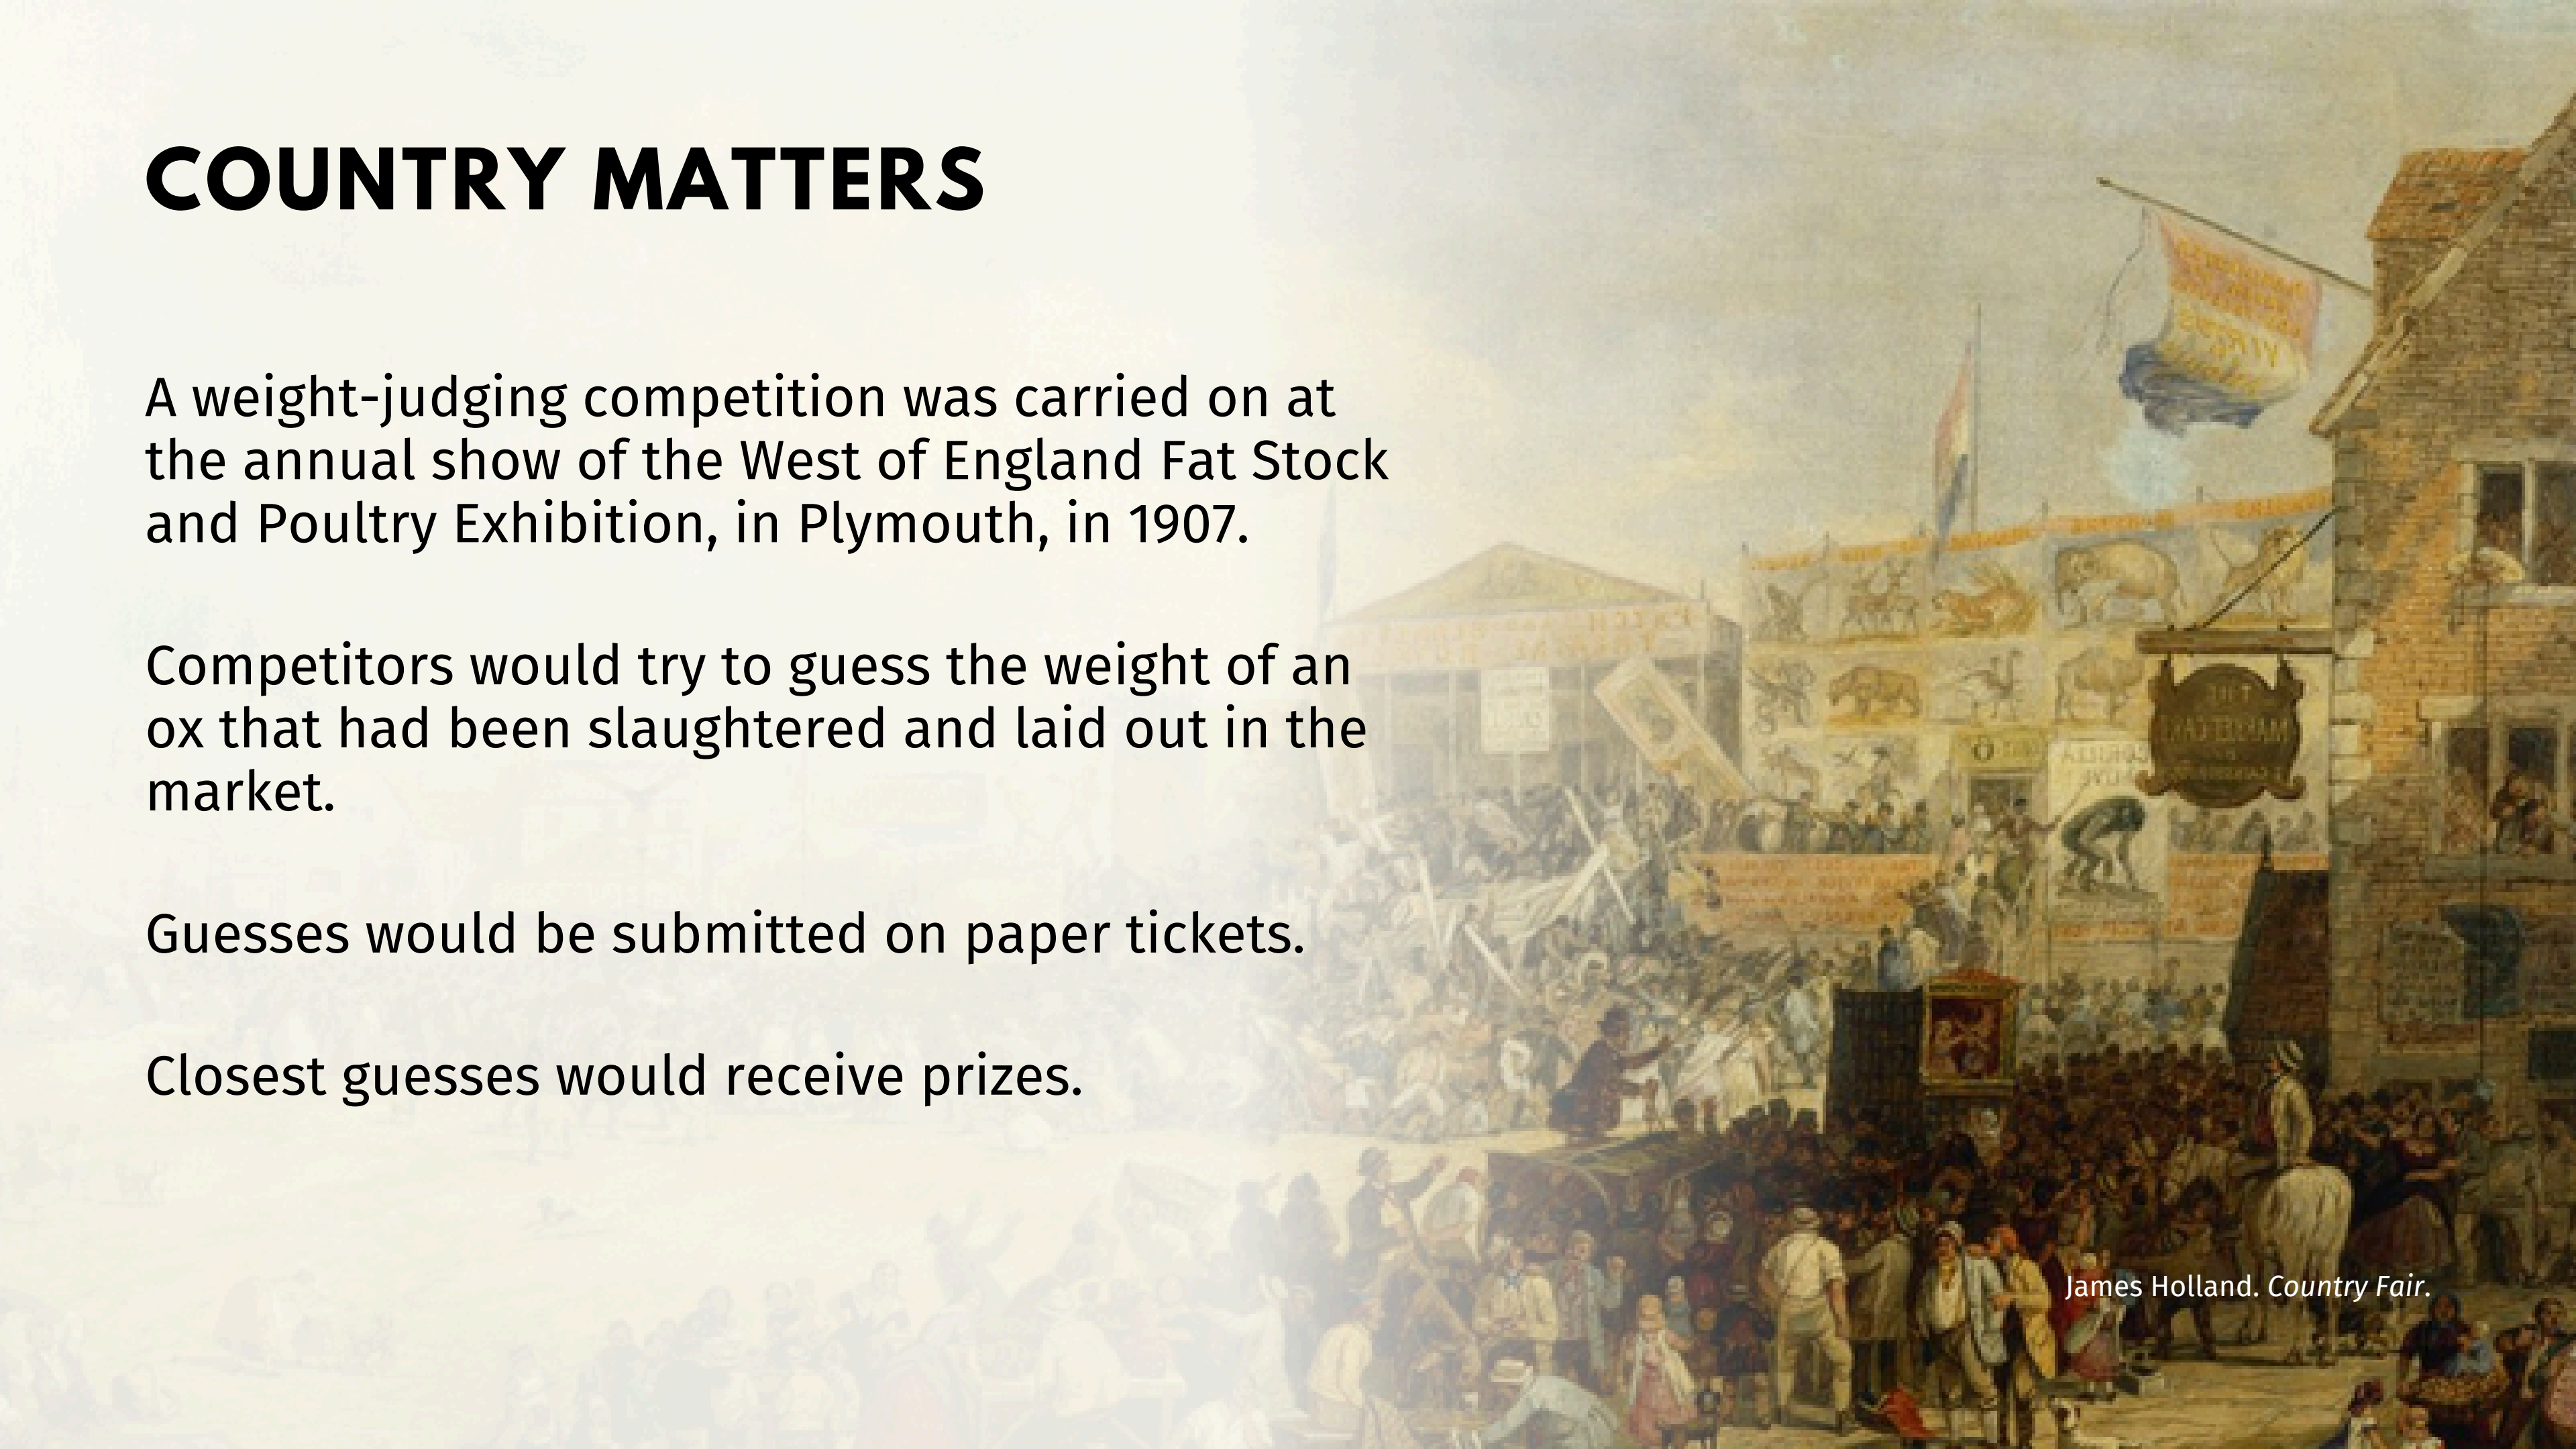 COUNTRY MATTERS
A weight-judging competition was carried on at
the annual show of the West of England Fat Stock
and Poultry Exhibition, in Plymouth, in 1907.
Competitors would try to guess the weight of an
ox that had been slaughtered and laid out in the
market.
Guesses would be submitted on paper tickets.
Closest guesses would receive prizes.
James Holland. Country Fair.